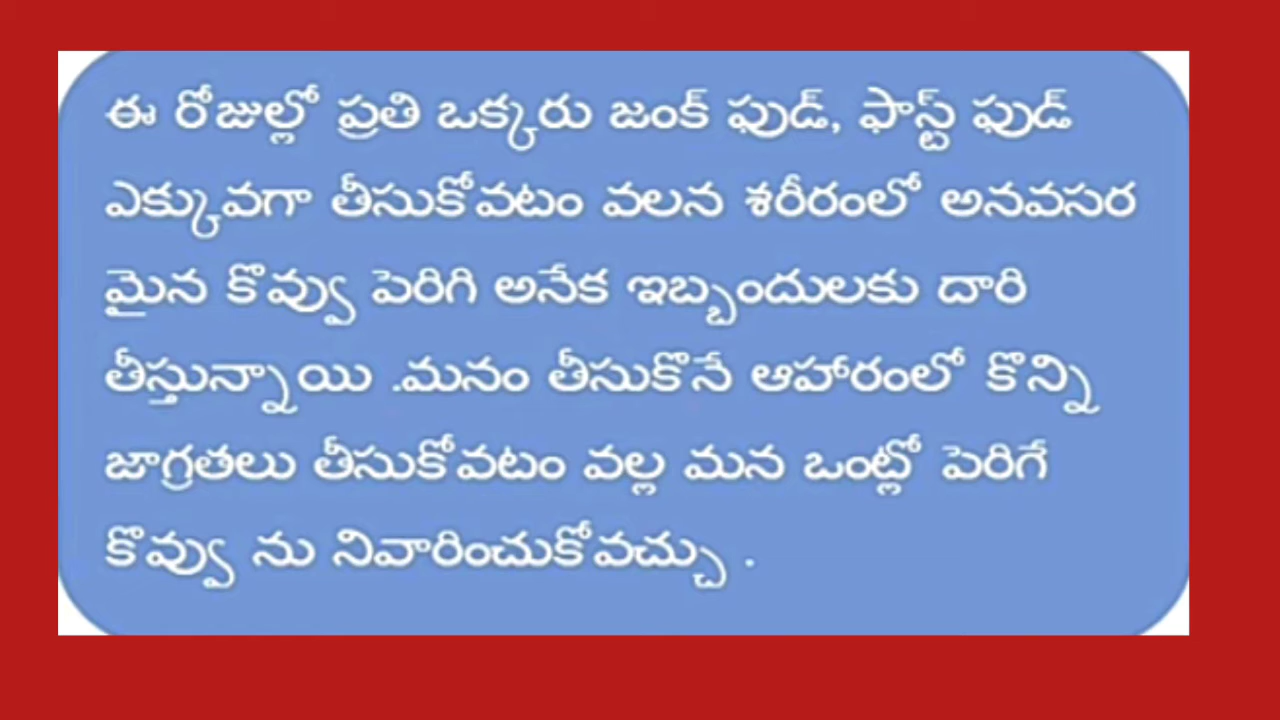 ఈ రోజుల్లో ప్రతి ఒక్కరు జంక్ ఫుడ్, ఫాస్ట్ ఫుడ్
ఎక్కువగా తీసుకోవటం వలన శరీరంలో అనవసర
మైన కొవ్వు పెరిగి అనేక ఇబ్బందులకు దారి
తీస్తున్నాయి .మనం తీసుకొనే ఆహారంలో కొన్ని
జాగ్రతలు తీసుకోవటం వల్ల మన ఒంట్లో పెరిగే
కొవ్వు ను నివారించుకోవచ్చు .